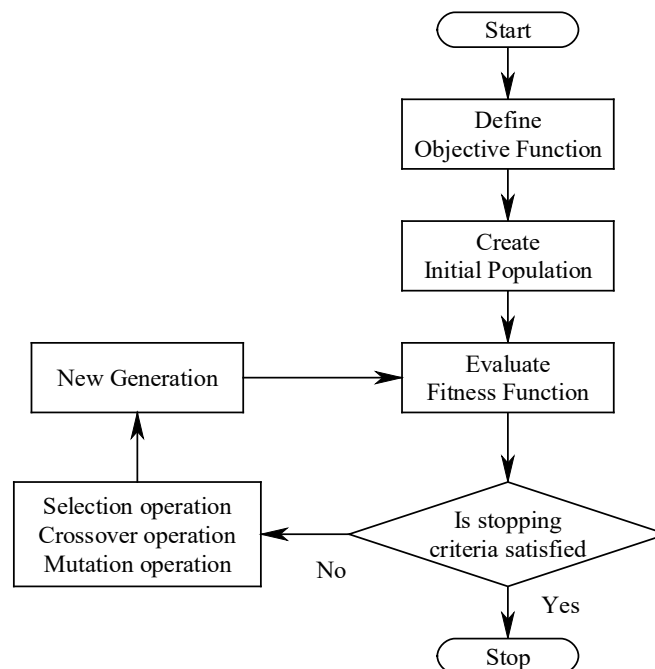 Start
Define
Objective Function
Create
Initial Population
New Generation
Evaluate
Fitness Function
Selection operation
Crossover operation
Mutation operation
Is stopping
criteria satisfied
No
Yes
Stop